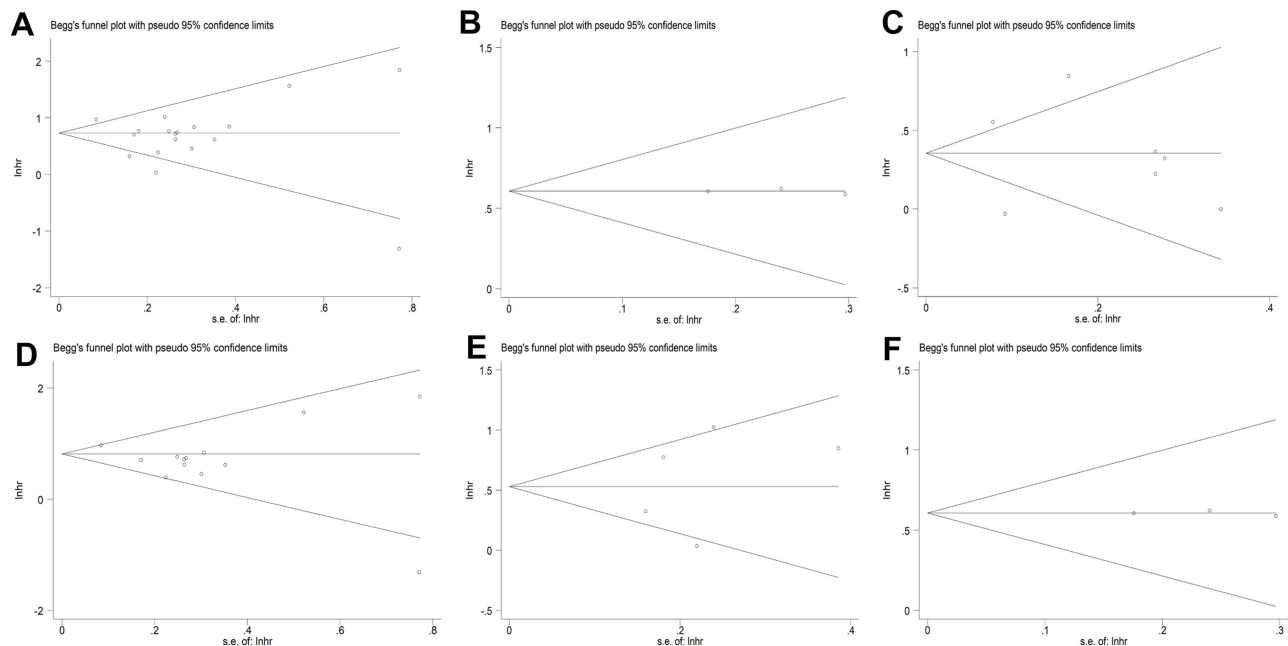 A
Begg's funnel plot with pseudo 95% confidence limits
lnhr
2
1
0
-1
-2
0 .2 .4 .6 .8
s.e. of: lnhr
B
Begg's funnel plot with pseudo 95% confidence limits
lnhr
1.5
1
.5
0
0 .1 .2 .3
s.e. of: lnhr
C
Begg's funnel plot with pseudo 95% confidence limits
lnhr
1
.5
0
-.5
0 .2 .4
s.e. of: lnhr
D
Begg's funnel plot with pseudo 95% confidence limits
lnhr
2
0
-2
0 .2 .4 .6 .8
s.e. of: lnhr
E
Begg's funnel plot with pseudo 95% confidence limits
lnhr
1.5
1
.5
0
-.5
0 .2 .4
s.e. of: lnhr
F
Begg's funnel plot with pseudo 95% confidence limits
lnhr
1.5
1
.5
0
0 .1 .2 .3
s.e. of: lnhr